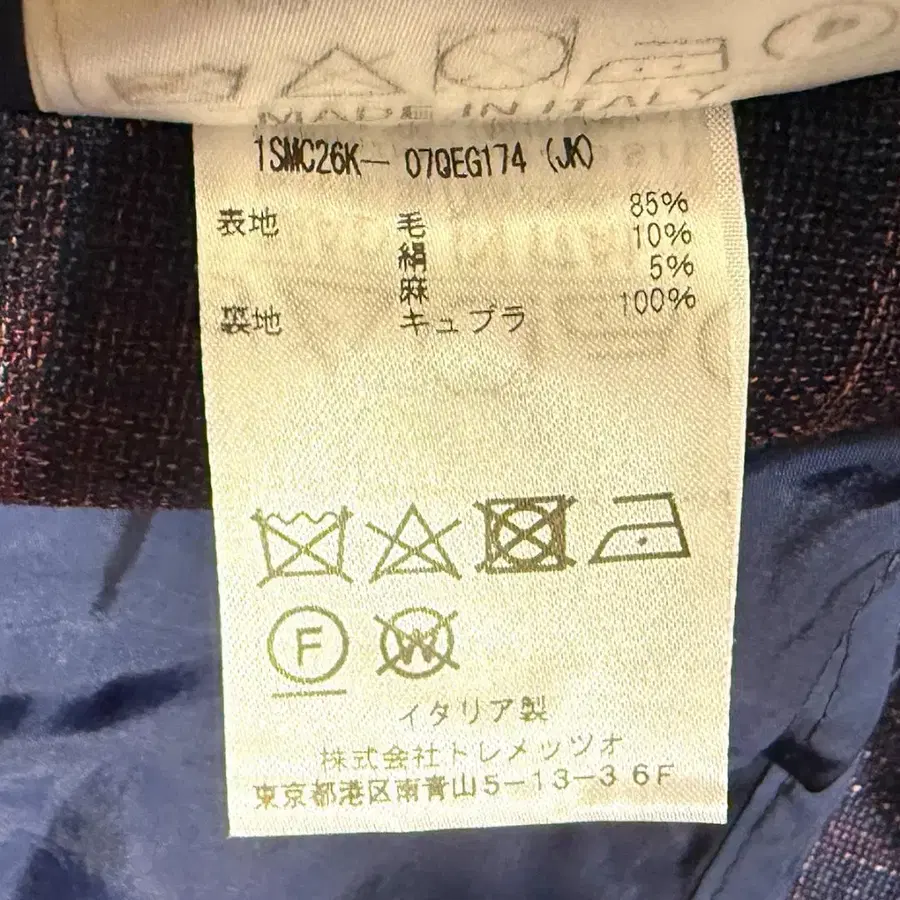 MADE IN ITALY
1SMC26K- 07QEG174 (JK)
表地 毛 85%
絹 10%
麻 5%
裏地 キュプラ 100%
F
W
イタリア製
株式会社トレメッツオ
東京都港区南青山5-13-3 6F